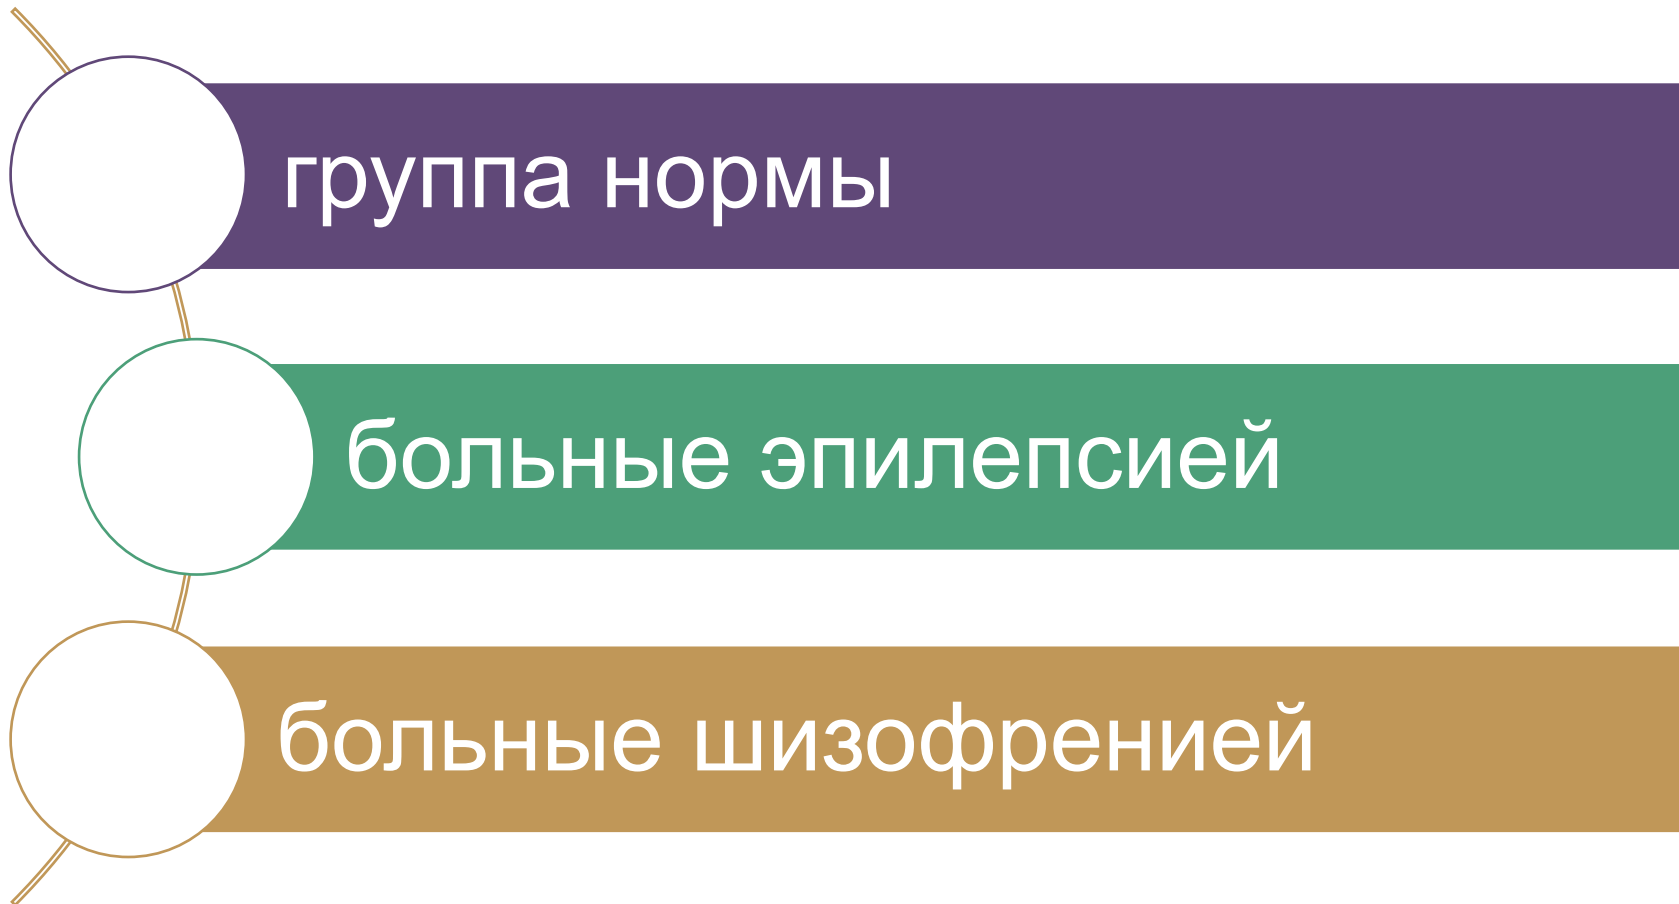 группа нормы
больные эпилепсией
больные шизофренией